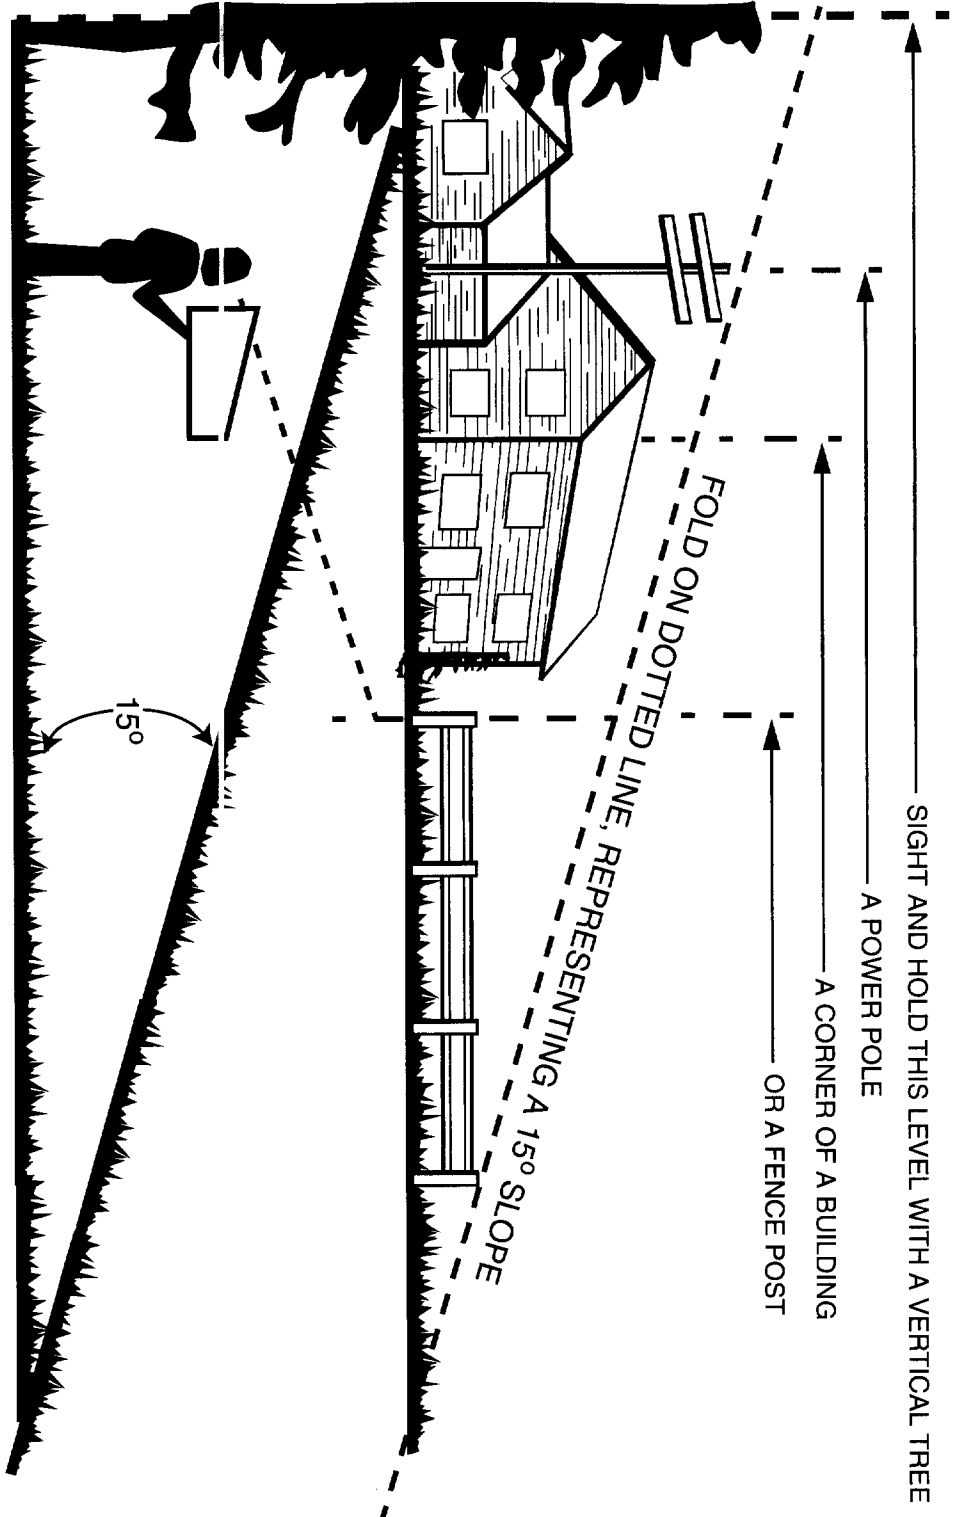 SIGHT AND HOLD THIS LEVEL WITH A VERTICAL TREE
A POWER POLE
A CORNER OF A BUILDING
OR A FENCE POST
FOLD ON DOTTED LINE, REPRESENTING A 15° SLOPE
15°